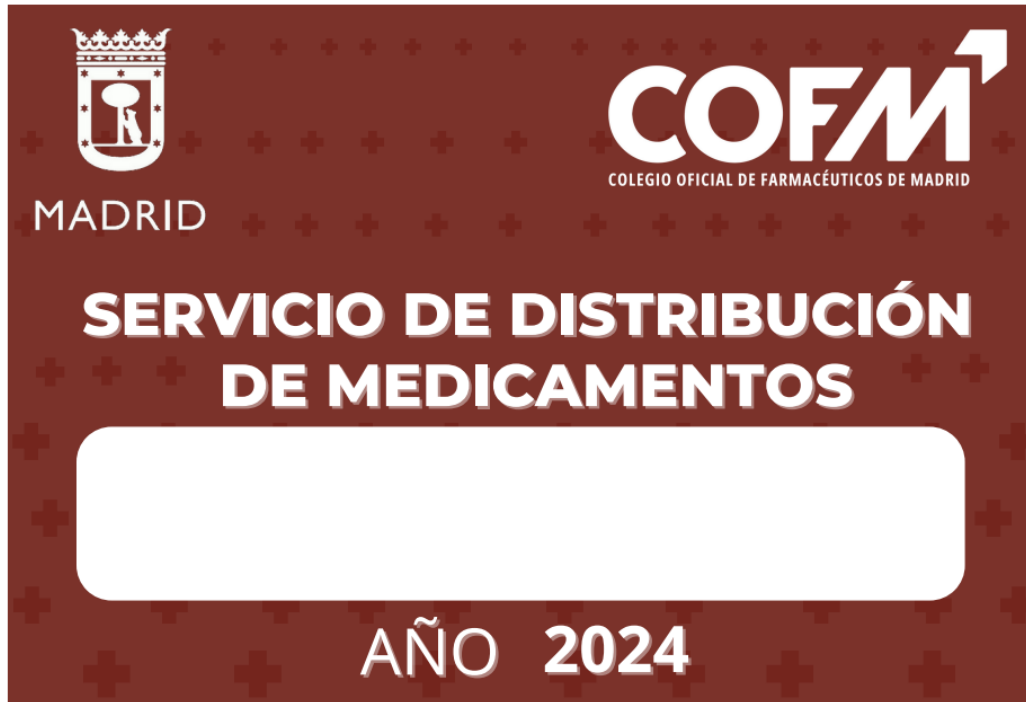 MADRID
COFM
COLEGIO OFICIAL DE FARMACÉUTICOS DE MADRID
SERVICIO DE DISTRIBUCIÓN
DE MEDICAMENTOS
AÑO 2024